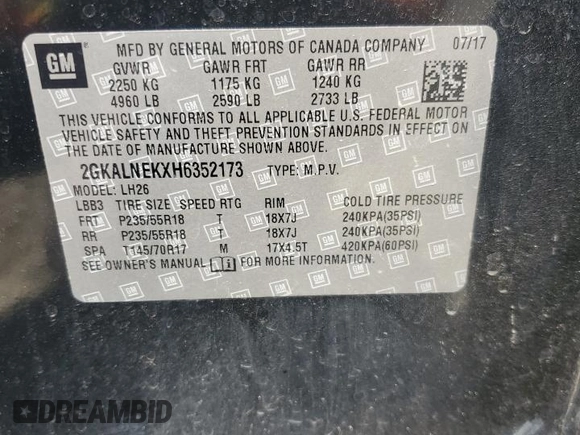 GM MFD BY GENERAL MOTORS OF CANADA COMPANY 07/17
GVWR GAWR FRT GAWR RR
2250 KG 1175 KG 1240 KG
4960 LB 2590 LB 2733 LB
THIS VEHICLE CONFORMS TO ALL APPLICABLE U.S. FEDERAL MOTOR
VEHICLE SAFETY AND THEFT PREVENTION STANDARDS IN EFFECT ON
THE DATE OF MANUFACTURE SHOWN ABOVE.
2GKALNEKXH6352173 TYPE: M.P.V.
MODEL: LH26
LBB3 TIRE SIZE SPEED RTG RIM COLD TIRE PRESSURE
FRT P235/55R18 T 18X7J 240KPA(35PSI)
RR P235/55R18 T 18X7J 240KPA(35PSI)
SPA T145/70R17 M 17X4.5T 420KPA(60PSI)
SEE OWNER'S MANUAL FOR MORE INFORMATION.
DREAMBID